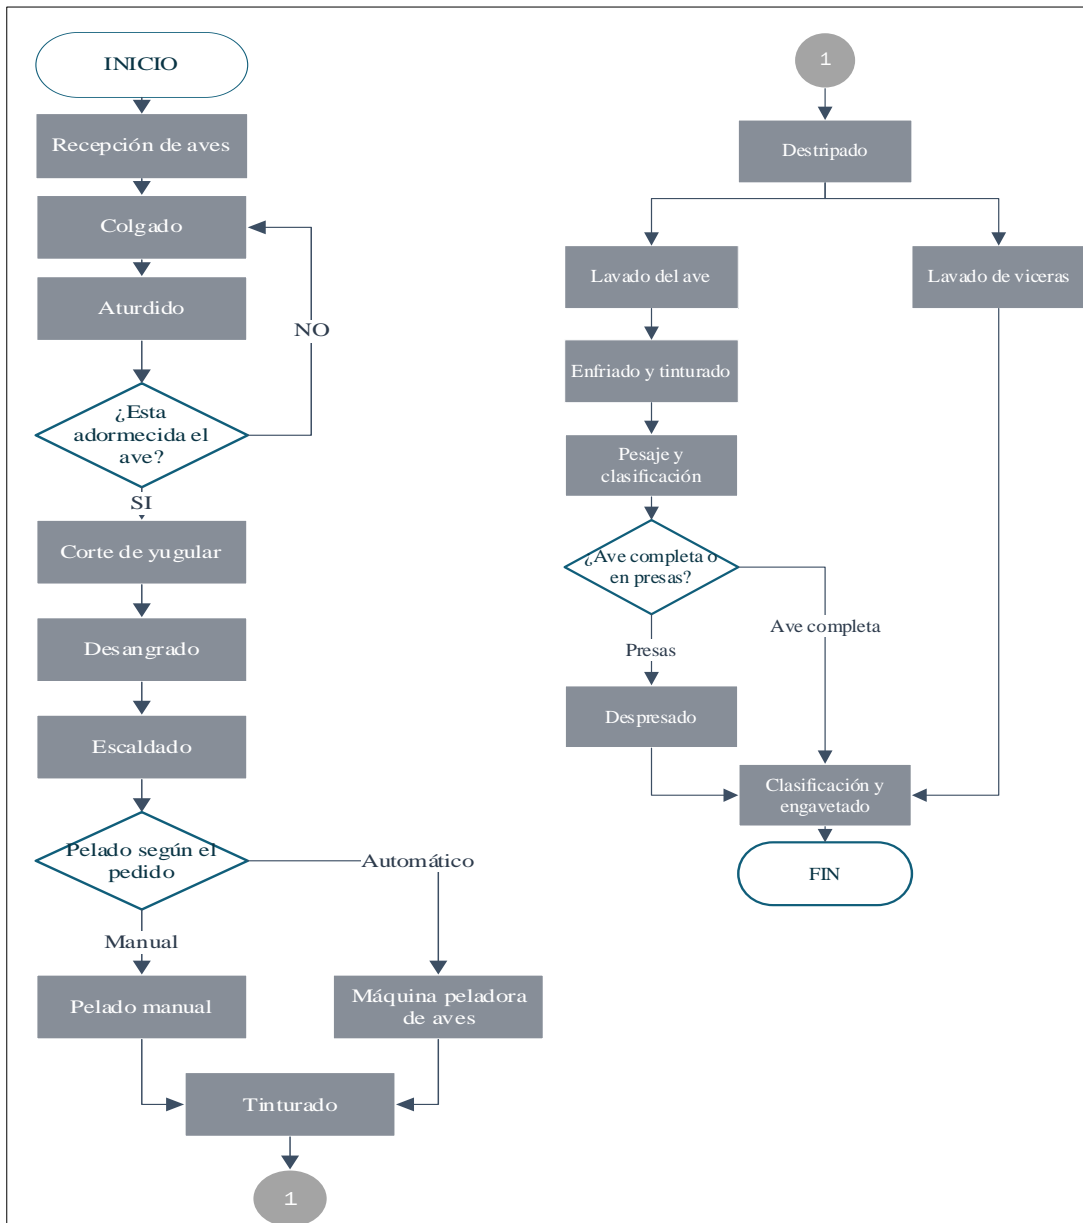 INICIO
Recepción de aves
Colgado
Aturdido
NO
¿Esta
adormecida el
ave?
SI
Corte de yugular
Desangrado
Escaldado
Pelado según el
pedido
Automático
Manual
Pelado manual
Máquina peladora
de aves
Tinturado
1
1
Destripado
Lavado del ave
Lavado de viceras
Enfriado y tinturado
Pesaje y
clasificación
¿Ave completa o
en presas?
Ave completa
Presas
Despresado
Clasificación y
engavetado
FIN